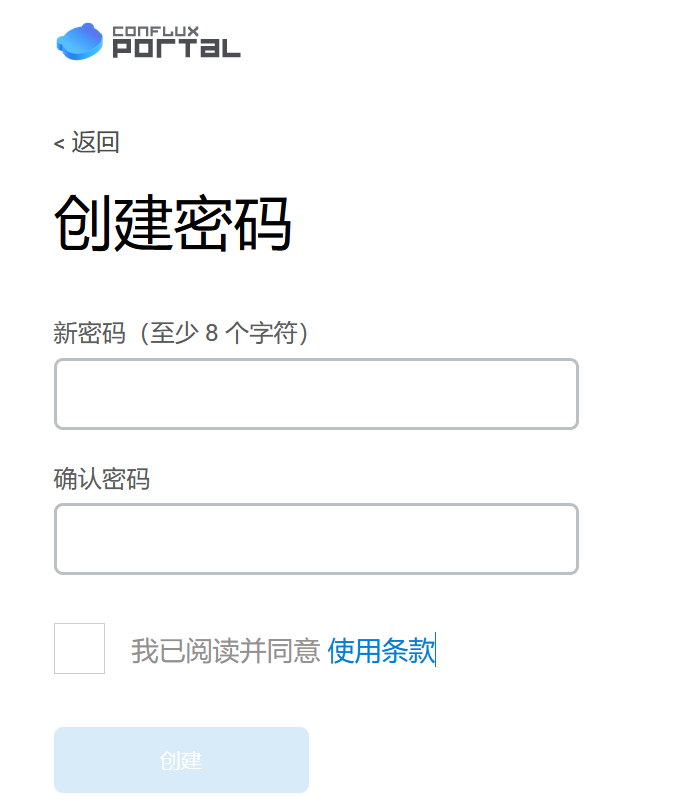 CONFLUX
PORTAL
< 返回
创建密码
新密码（至少 8 个字符）
确认密码
我已阅读并同意 使用条款
创建